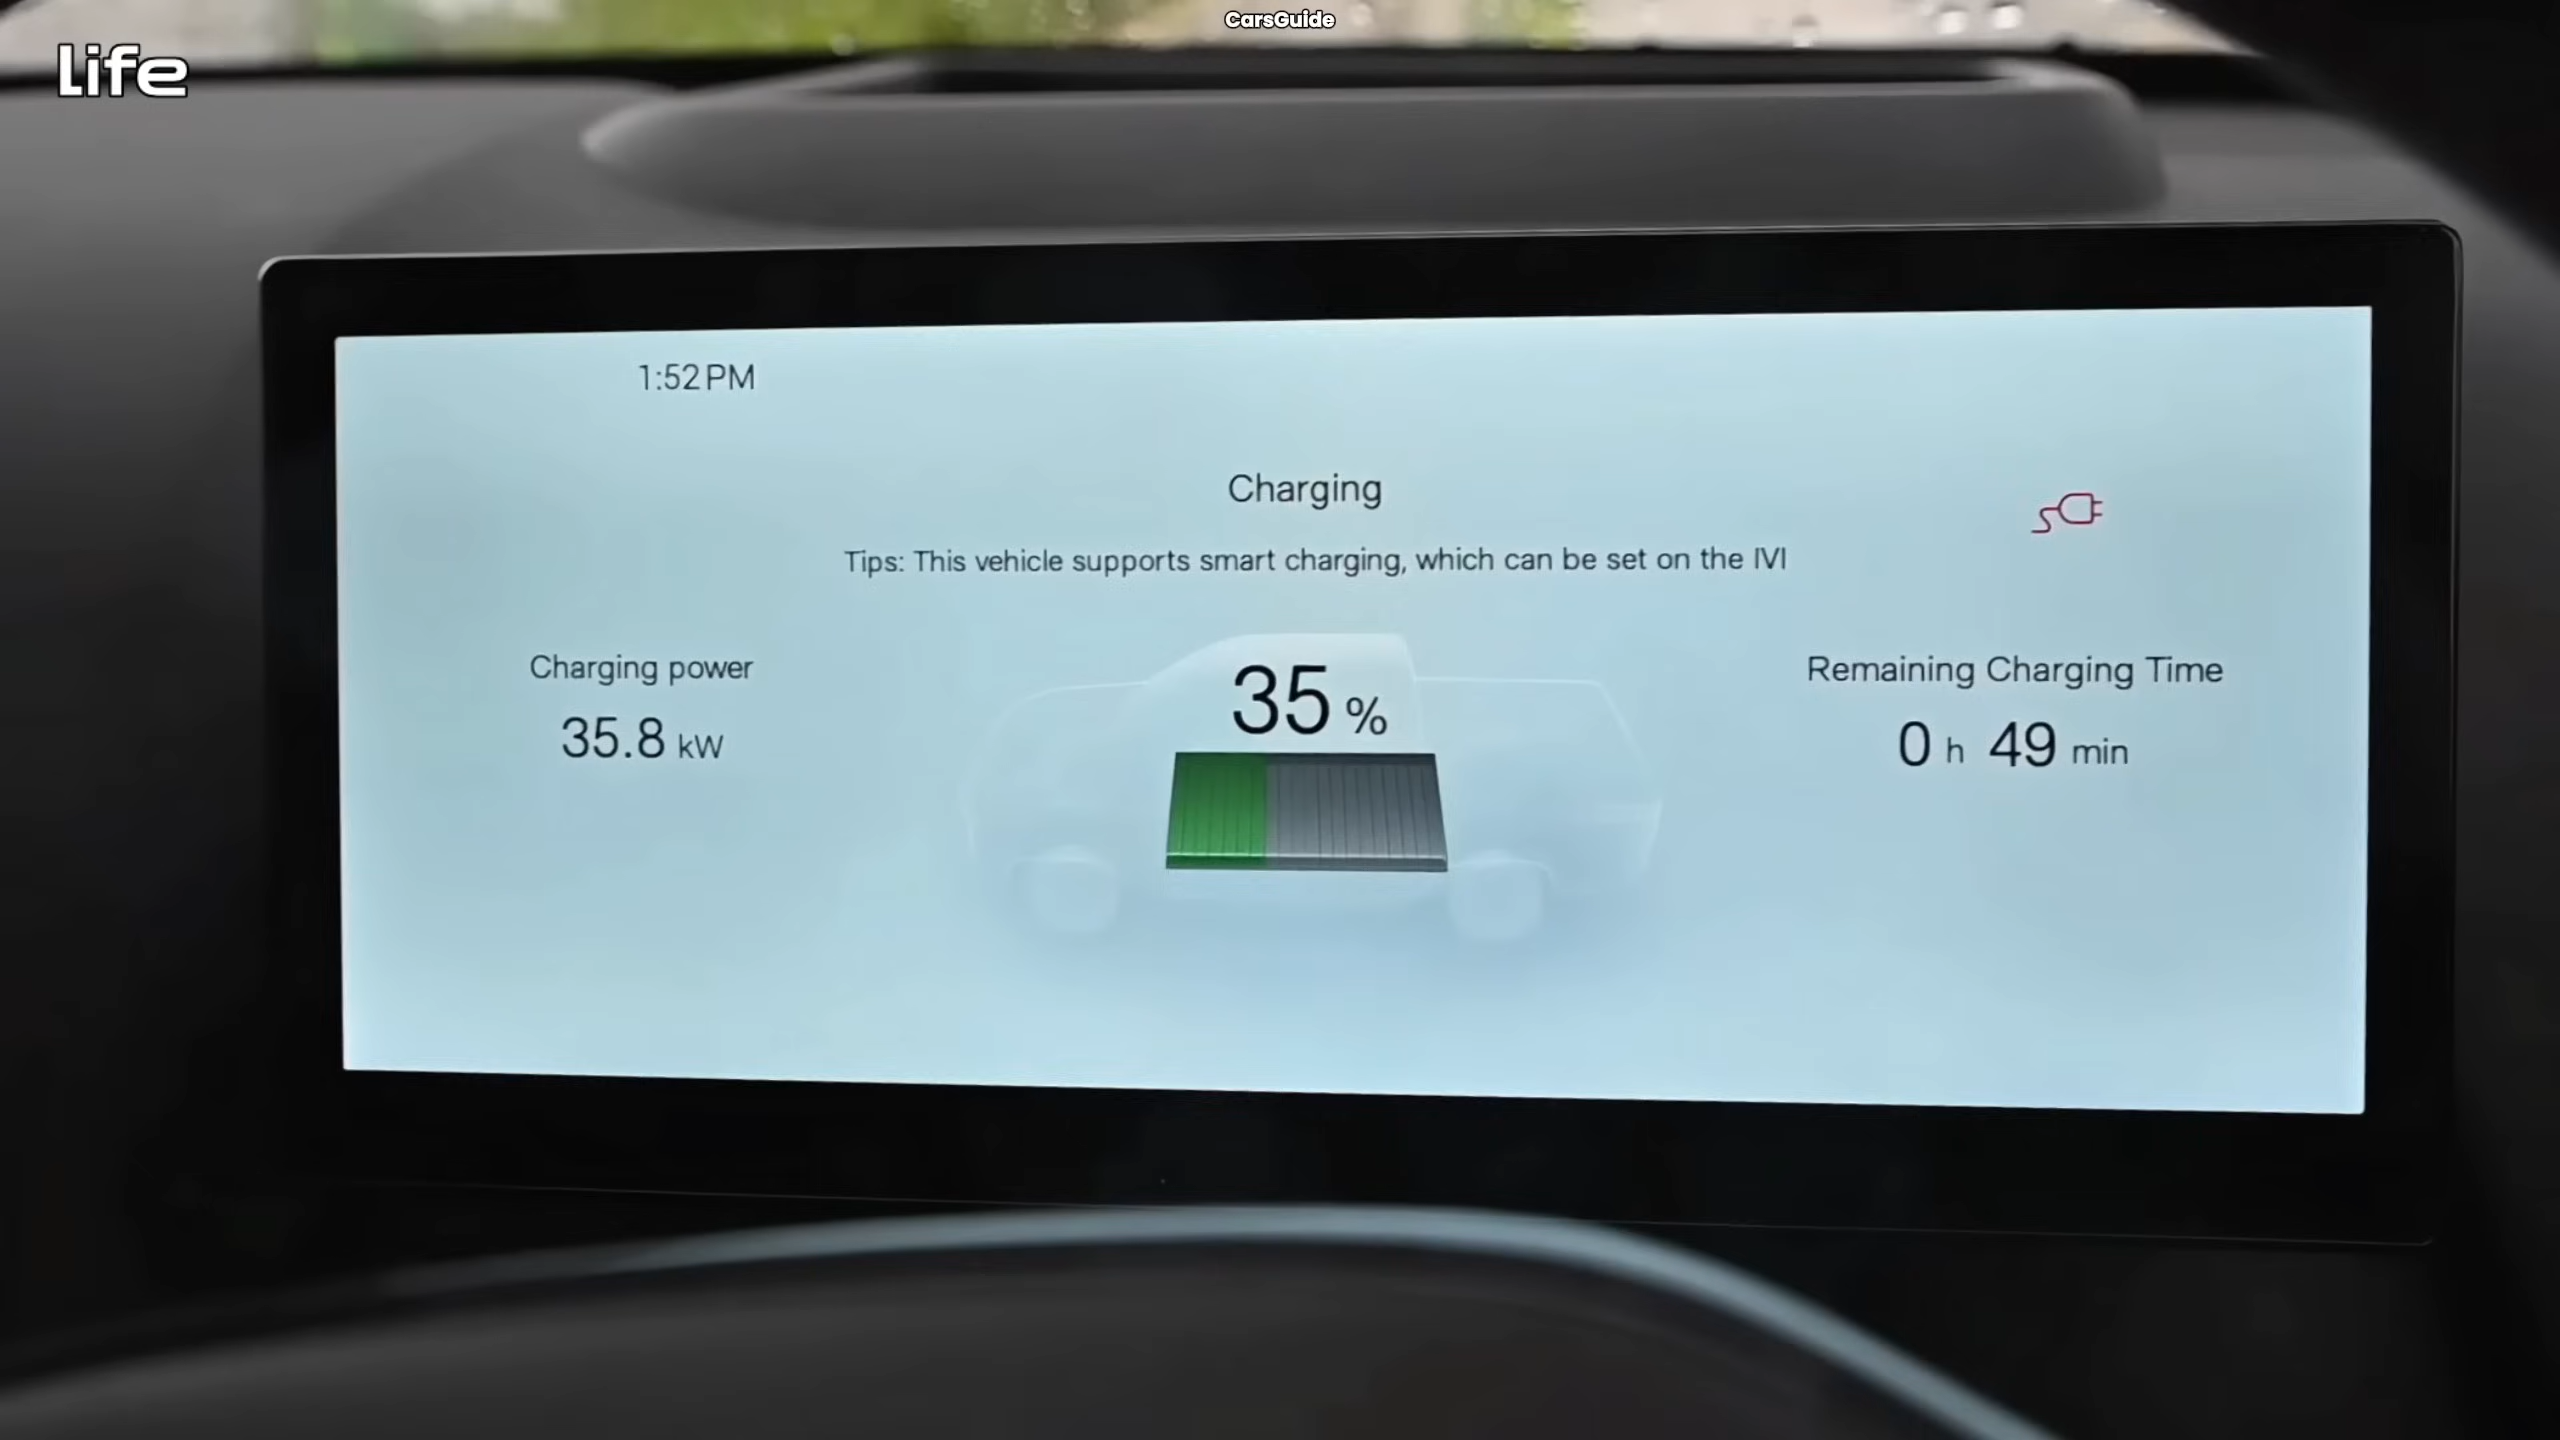 CarsGuide
life
1:52 PM
Charging
Tips: This vehicle supports smart charging, which can be set on the IVI
Charging power
35.8 kW
35 %
Remaining Charging Time
0 h 49 min